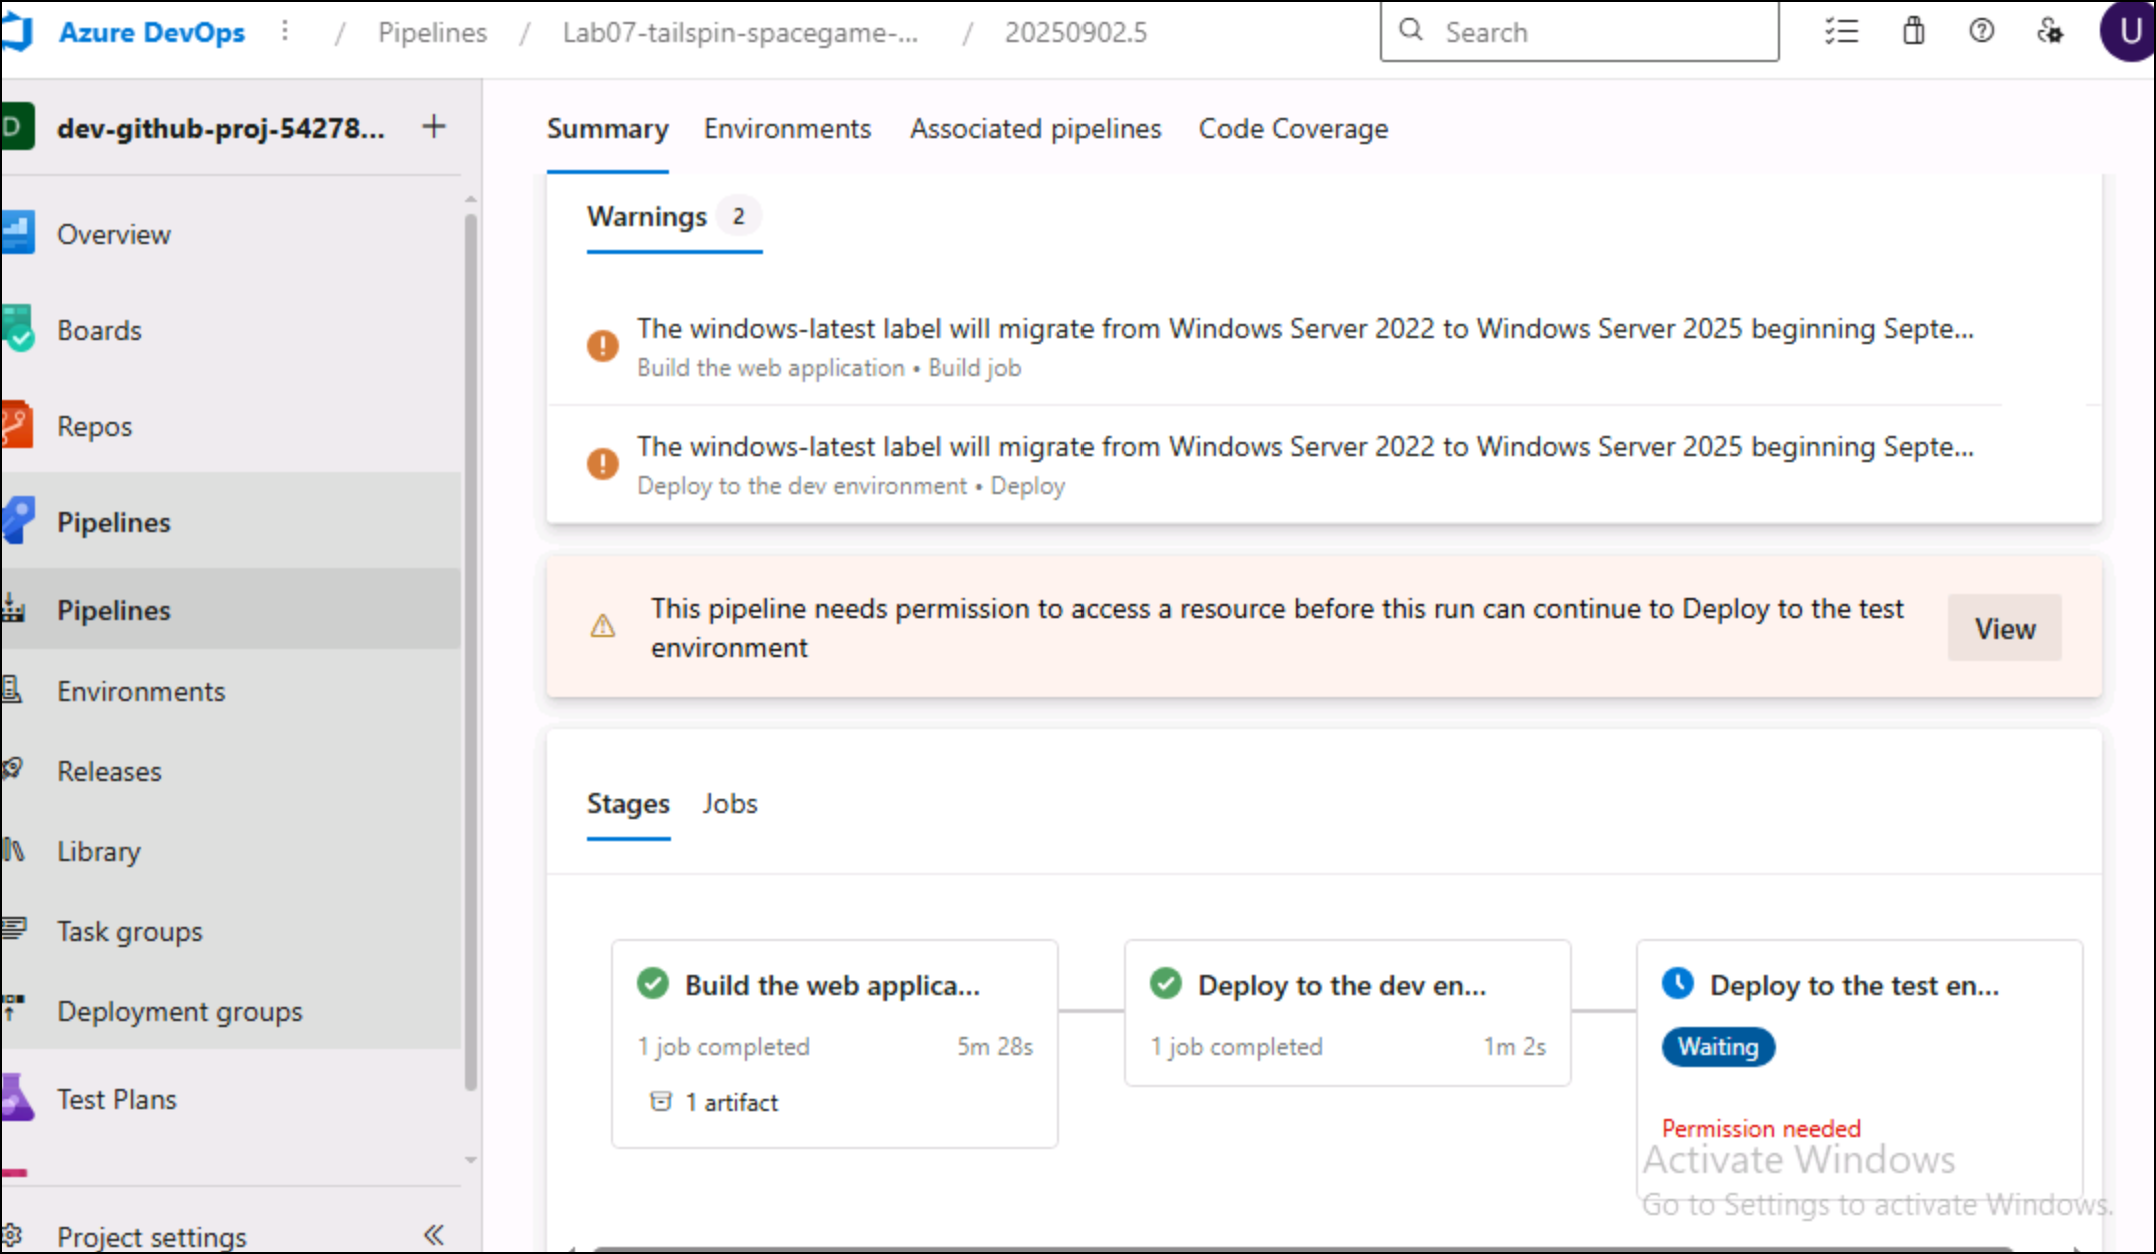 Azure DevOps / Pipelines / Lab07-tailspin-spacegame-... / 20250902.5 Search U
D dev-github-proj-54278... +
Overview
Boards
Repos
Pipelines
Pipelines
Environments
Releases
Library
Task groups
Deployment groups
Test Plans
Project settings
Summary Environments Associated pipelines Code Coverage
Warnings 2
The windows-latest label will migrate from Windows Server 2022 to Windows Server 2025 beginning Septe...
Build the web application • Build job
The windows-latest label will migrate from Windows Server 2022 to Windows Server 2025 beginning Septe...
Deploy to the dev environment • Deploy
This pipeline needs permission to access a resource before this run can continue to Deploy to the test
environment
View
Stages Jobs
Build the web applica...
1 job completed 5m 28s
1 artifact
Deploy to the dev en...
1 job completed 1m 2s
Deploy to the test en...
Waiting
Permission needed
Activate Windows
Go to Settings to activate Windows.